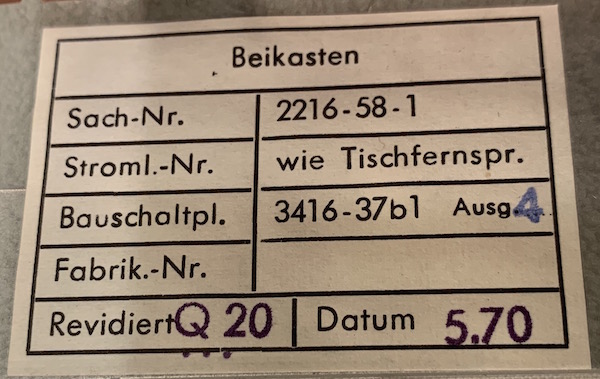 Beikasten
Sach-Nr. 2216-58-1
Stroml.-Nr. wie Tischfernspr.
Bauschaltpl. 3416-37b1 Ausg. 4
Fabrik.-Nr.
Revidiert Q 20 Datum 5.70